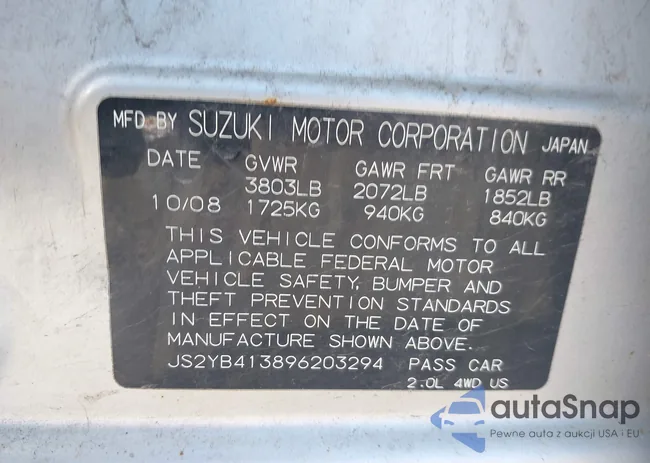 MFD.BY SUZUKI MOTOR CORPORATION JAPAN
DATE GVWR GAWR FRT GAWR RR
3803LB 2072LB 1852LB
10/08 1725KG 940KG 840KG
THIS VEHICLE CONFORMS TO ALL
APPLICABLE FEDERAL MOTOR
VEHICLE SAFETY, BUMPER AND
THEFT PREVENTION STANDARDS
IN EFFECT ON THE DATE OF
MANUFACTURE SHOWN ABOVE.
JS2YB413896203294 PASS CAR
2.0L 4WD US
autaSnap
Pewne auta z aukcji USA i EU